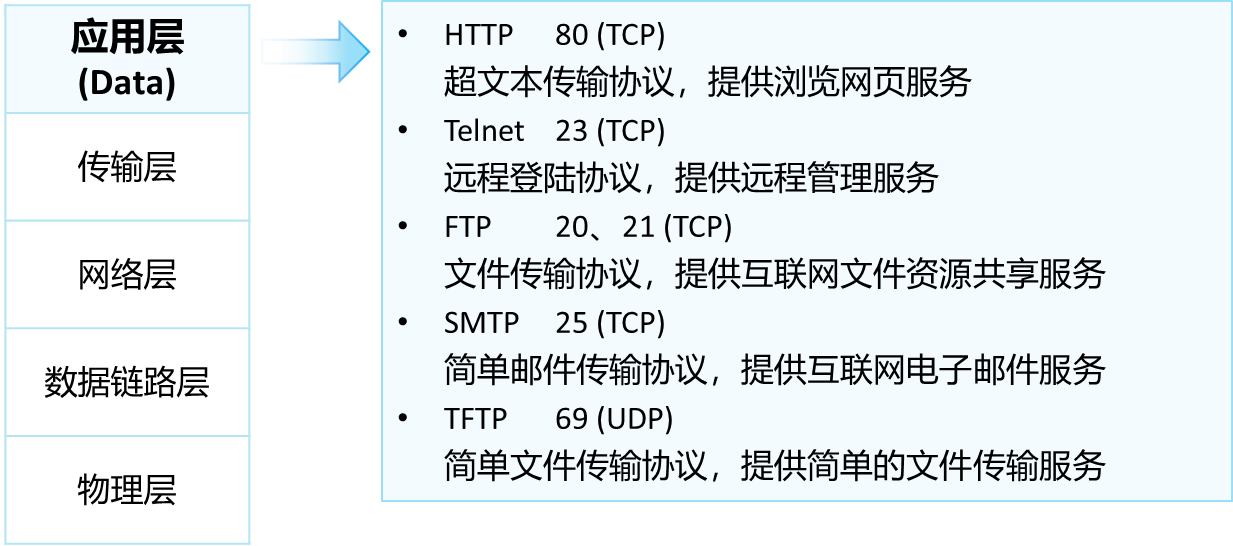 应用层
(Data)
传输层
网络层
数据链路层
物理层
• HTTP 80 (TCP)
超文本传输协议，提供浏览网页服务
• Telnet 23 (TCP)
远程登陆协议，提供远程管理服务
• FTP 20、21 (TCP)
文件传输协议，提供互联网文件资源共享服务
• SMTP 25 (TCP)
简单邮件传输协议，提供互联网电子邮件服务
• TFTP 69 (UDP)
简单文件传输协议，提供简单的文件传输服务